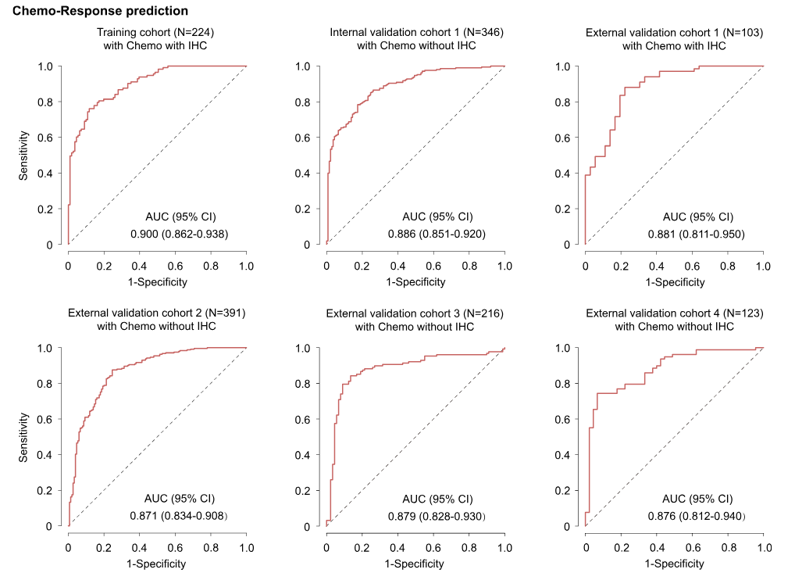 Chemo-Response prediction
Training cohort (N=224)
with Chemo with IHC
1.0
0.8
0.6
0.4
0.2
0
Sensitivity
AUC (95% CI)
0.900 (0.862-0.938)
0 0.2 0.4 0.6 0.8 1.0
1-Specificity
Internal validation cohort 1 (N=346)
with Chemo without IHC
1.0
0.8
0.6
0.4
0.2
0
AUC (95% CI)
0.886 (0.851-0.920)
0 0.2 0.4 0.6 0.8 1.0
1-Specificity
External validation cohort 1 (N=103)
with Chemo with IHC
1.0
0.8
0.6
0.4
0.2
0
AUC (95% CI)
0.881 (0.811-0.950)
0 0.2 0.4 0.6 0.8 1.0
1-Specificity
External validation cohort 2 (N=391)
with Chemo without IHC
1.0
0.8
0.6
0.4
0.2
0
Sensitivity
AUC (95% CI)
0.871 (0.834-0.908)
0 0.2 0.4 0.6 0.8 1.0
1-Specificity
External validation cohort 3 (N=216)
with Chemo without IHC
1.0
0.8
0.6
0.4
0.2
0
AUC (95% CI)
0.879 (0.828-0.930)
0 0.2 0.4 0.6 0.8 1.0
1-Specificity
External validation cohort 4 (N=123)
with Chemo without IHC
1.0
0.8
0.6
0.4
0.2
0
AUC (95% CI)
0.876 (0.812-0.940)
0 0.2 0.4 0.6 0.8 1.0
1-Specificity